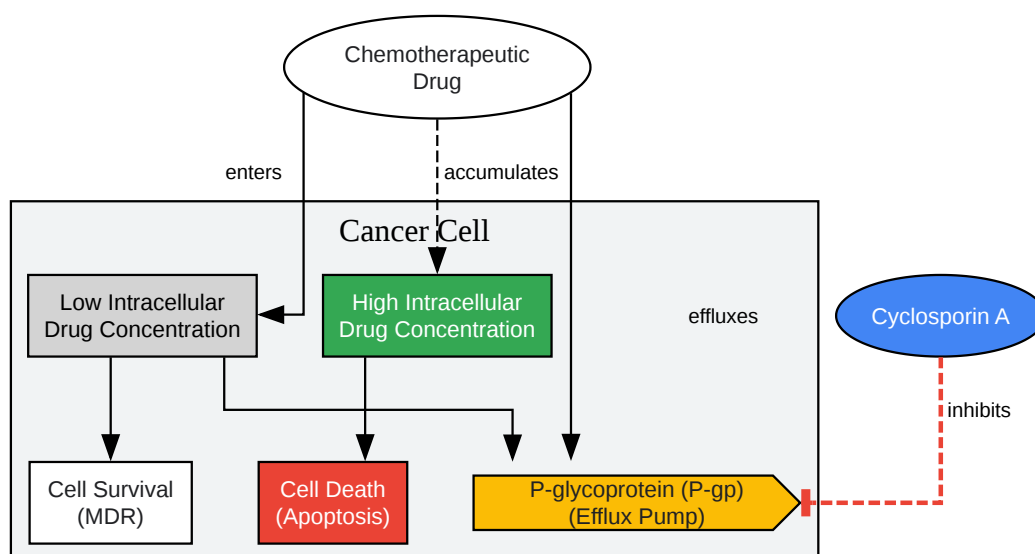 Chemotherapeutic
Drug
enters
accumulates
Cancer Cell
Low Intracellular
Drug Concentration
High Intracellular
Drug Concentration
effluxes
Cyclosporin A
inhibits
Cell Survival
(MDR)
Cell Death
(Apoptosis)
P-glycoprotein (P-gp)
(Efflux Pump)